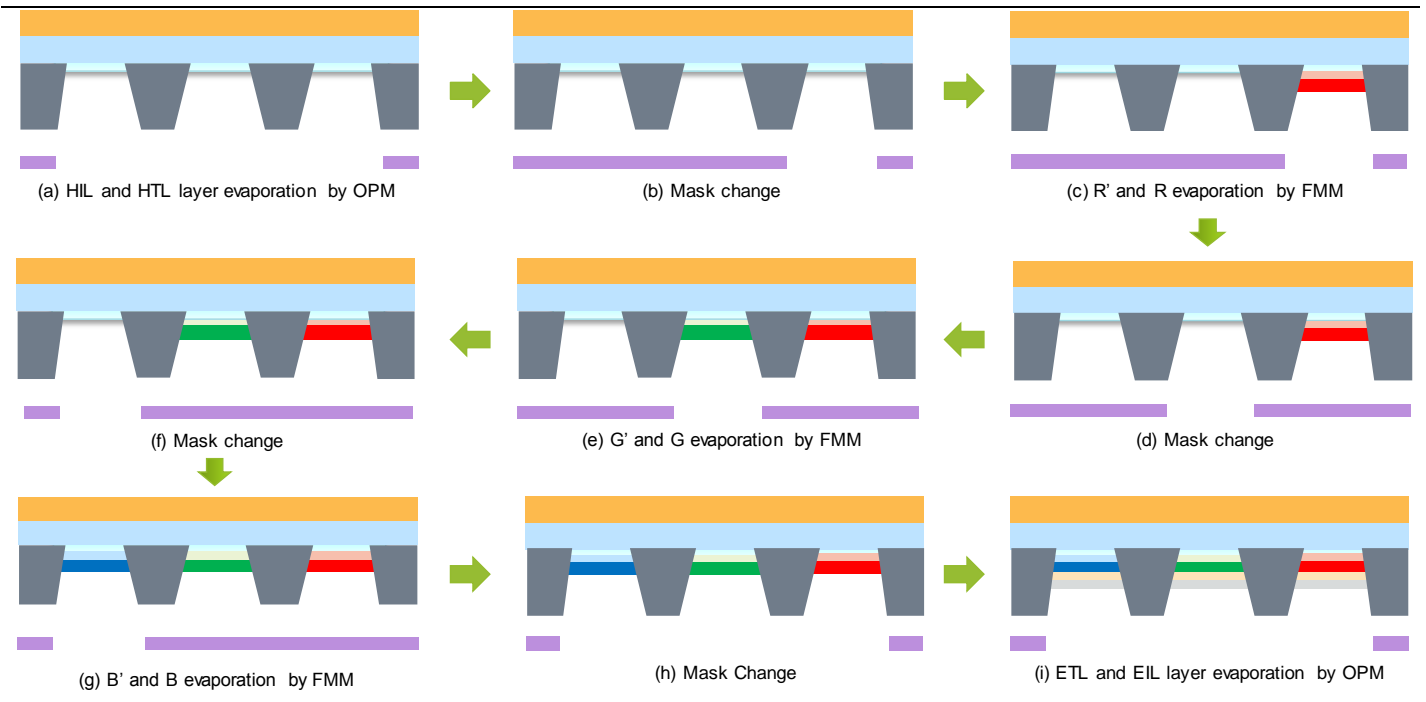 (a) HIL and HTL layer evaporation by OPM
(b) Mask change
(c) R’ and R evaporation by FMM
(d) Mask change
(e) G’ and G evaporation by FMM
(f) Mask change
(g) B’ and B evaporation by FMM
(h) Mask Change
(i) ETL and EIL layer evaporation by OPM